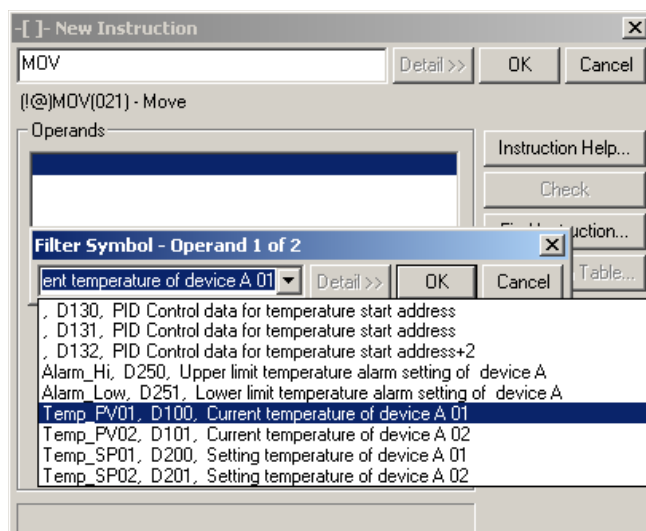 -[ ]- New Instruction
MOV
Detail >>
OK
Cancel
(!@)MOV(021) - Move
Operands
Instruction Help...
Check
uction...
Filter Symbol - Operand 1 of 2
ent temperature of device A 01
Detail >>
OK
Cancel
Table...
, D130, PID Control data for temperature start address
, D131, PID Control data for temperature start address
, D132, PID Control data for temperature start address+2
Alarm_Hi, D250, Upper limit temperature alarm setting of device A
Alarm_Low, D251, Lower limit temperature alarm setting of device A
Temp_PV01, D100, Current temperature of device A 01
Temp_PV02, D101, Current temperature of device A 02
Temp_SP01, D200, Setting temperature of device A 01
Temp_SP02, D201, Setting temperature of device A 02